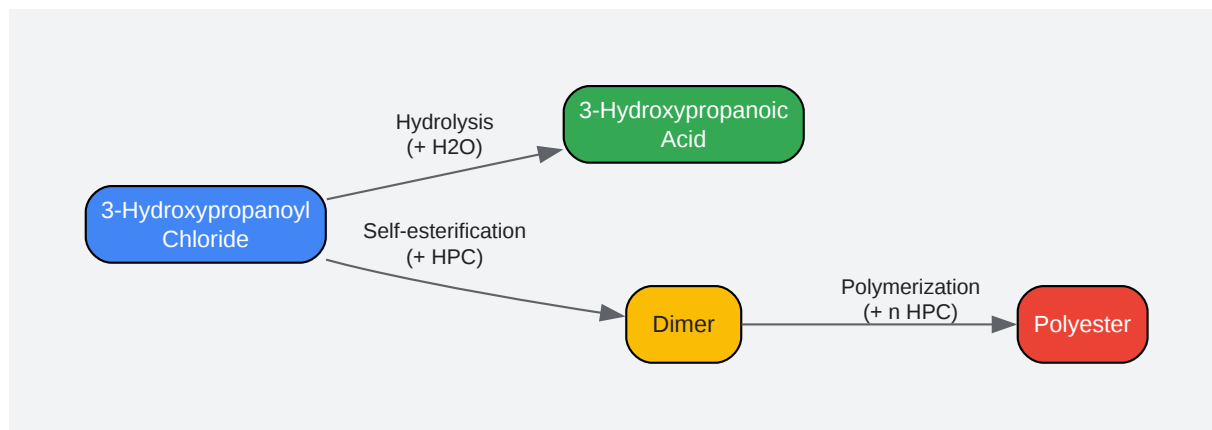 Hydrolysis
(+ H2O)
3-Hydroxypropanoic
Acid
3-Hydroxypropanoyl
Chloride
Self-esterification
(+ HPC)
Dimer
Polymerization
(+ n HPC)
Polyester